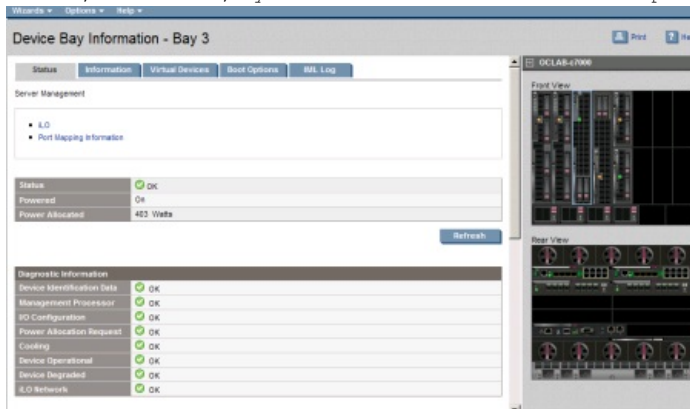 Wizards Options Help
Device Bay Information - Bay 3
Print
Status Information Virtual Devices Boot Options IML Log
OCLAB-c7000
Server Management
Front View
iLO
Port Mapping Information
Status OK
Powered On
Power Allocated 403 Watts
Refresh
Rear View
Diagnostic Information
Device Identification Data OK
Management Processor OK
I/O Configuration OK
Power Allocation Request OK
Cooling OK
Device Operational OK
Device Degraded OK
iLO Network OK